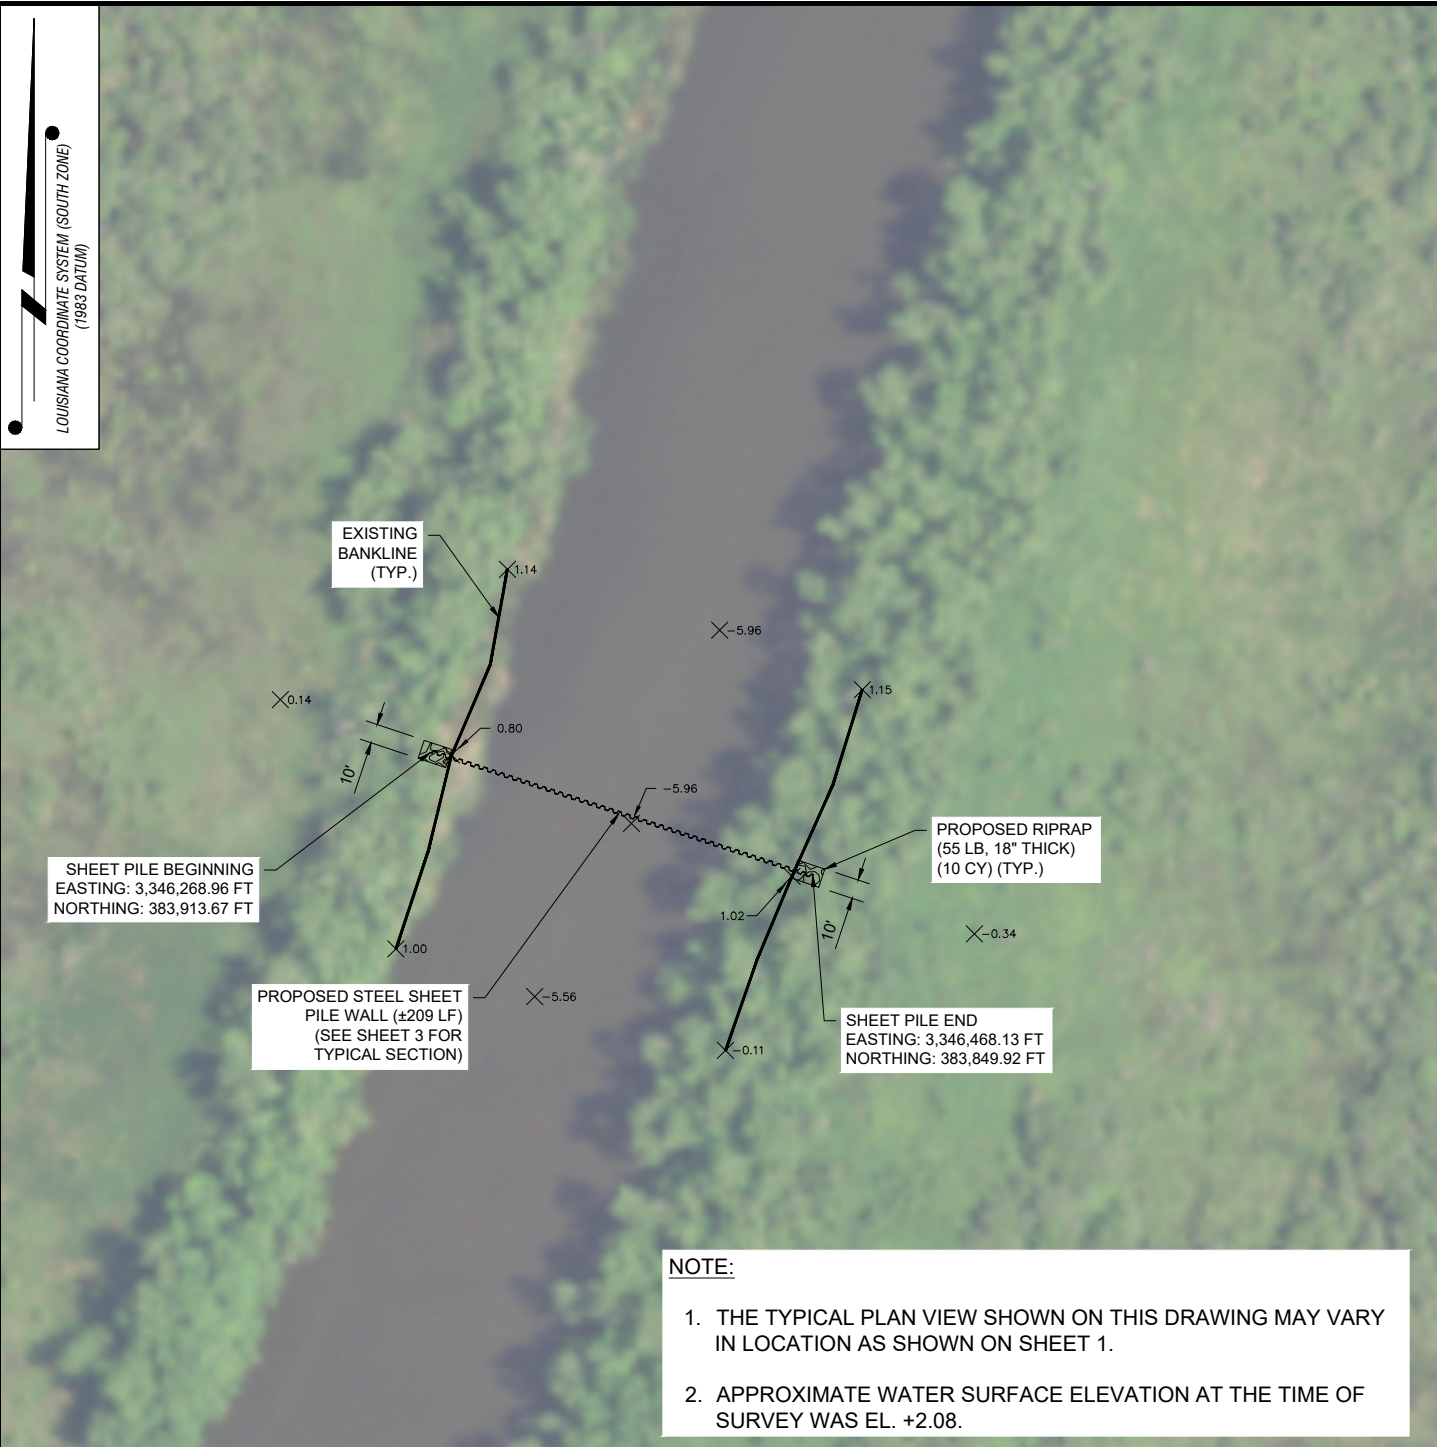 LOUISIANA COORDINATE SYSTEM (SOUTH ZONE)
(1983 DATUM)
EXISTING
BANKLINE
(TYP.)
1.14
-5.96
0.14
1.15
0.80
10'
-5.96
PROPOSED RIPRAP
(55 LB, 18" THICK)
(10 CY) (TYP.)
SHEET PILE BEGINNING
EASTING: 3,346,268.96 FT
NORTHING: 383,913.67 FT
1.02
10'
-0.34
1.00
PROPOSED STEEL SHEET
PILE WALL (±209 LF)
(SEE SHEET 3 FOR
TYPICAL SECTION)
-5.56
SHEET PILE END
EASTING: 3,346,468.13 FT
NORTHING: 383,849.92 FT
-0.11
NOTE:
1. THE TYPICAL PLAN VIEW SHOWN ON THIS DRAWING MAY VARY
IN LOCATION AS SHOWN ON SHEET 1.
2. APPROXIMATE WATER SURFACE ELEVATION AT THE TIME OF
SURVEY WAS EL. +2.08.